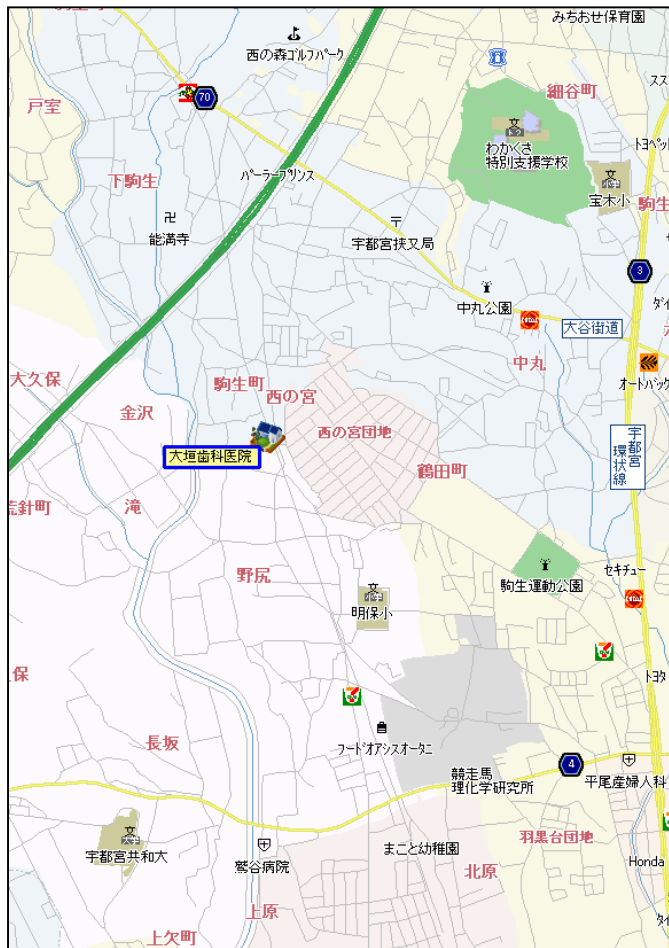 みちおせ保育園
西の森ゴルフパーク
戸室
70
細谷町
わかくさ
特別支援学校
トヨペット
パーラープリンス
下駒生
宝木小
能満寺
宇都宮挟又局
3
中丸公園
大谷街道
中丸
オートバック
大久保
駒生町
西の宮
金沢
西の宮団地
宇都宮
環状線
大垣歯科医院
鶴田町
荒針町
滝
セキチュー
野尻
駒生運動公園
明保小
トヨタ
長坂
フードオアシスオータニ
4
競走馬
理化学研究所
平尾産婦人科
羽黒台団地
宇都宮共和大
鷲谷病院
まこと幼稚園
北原
Honda
上原
上欠町